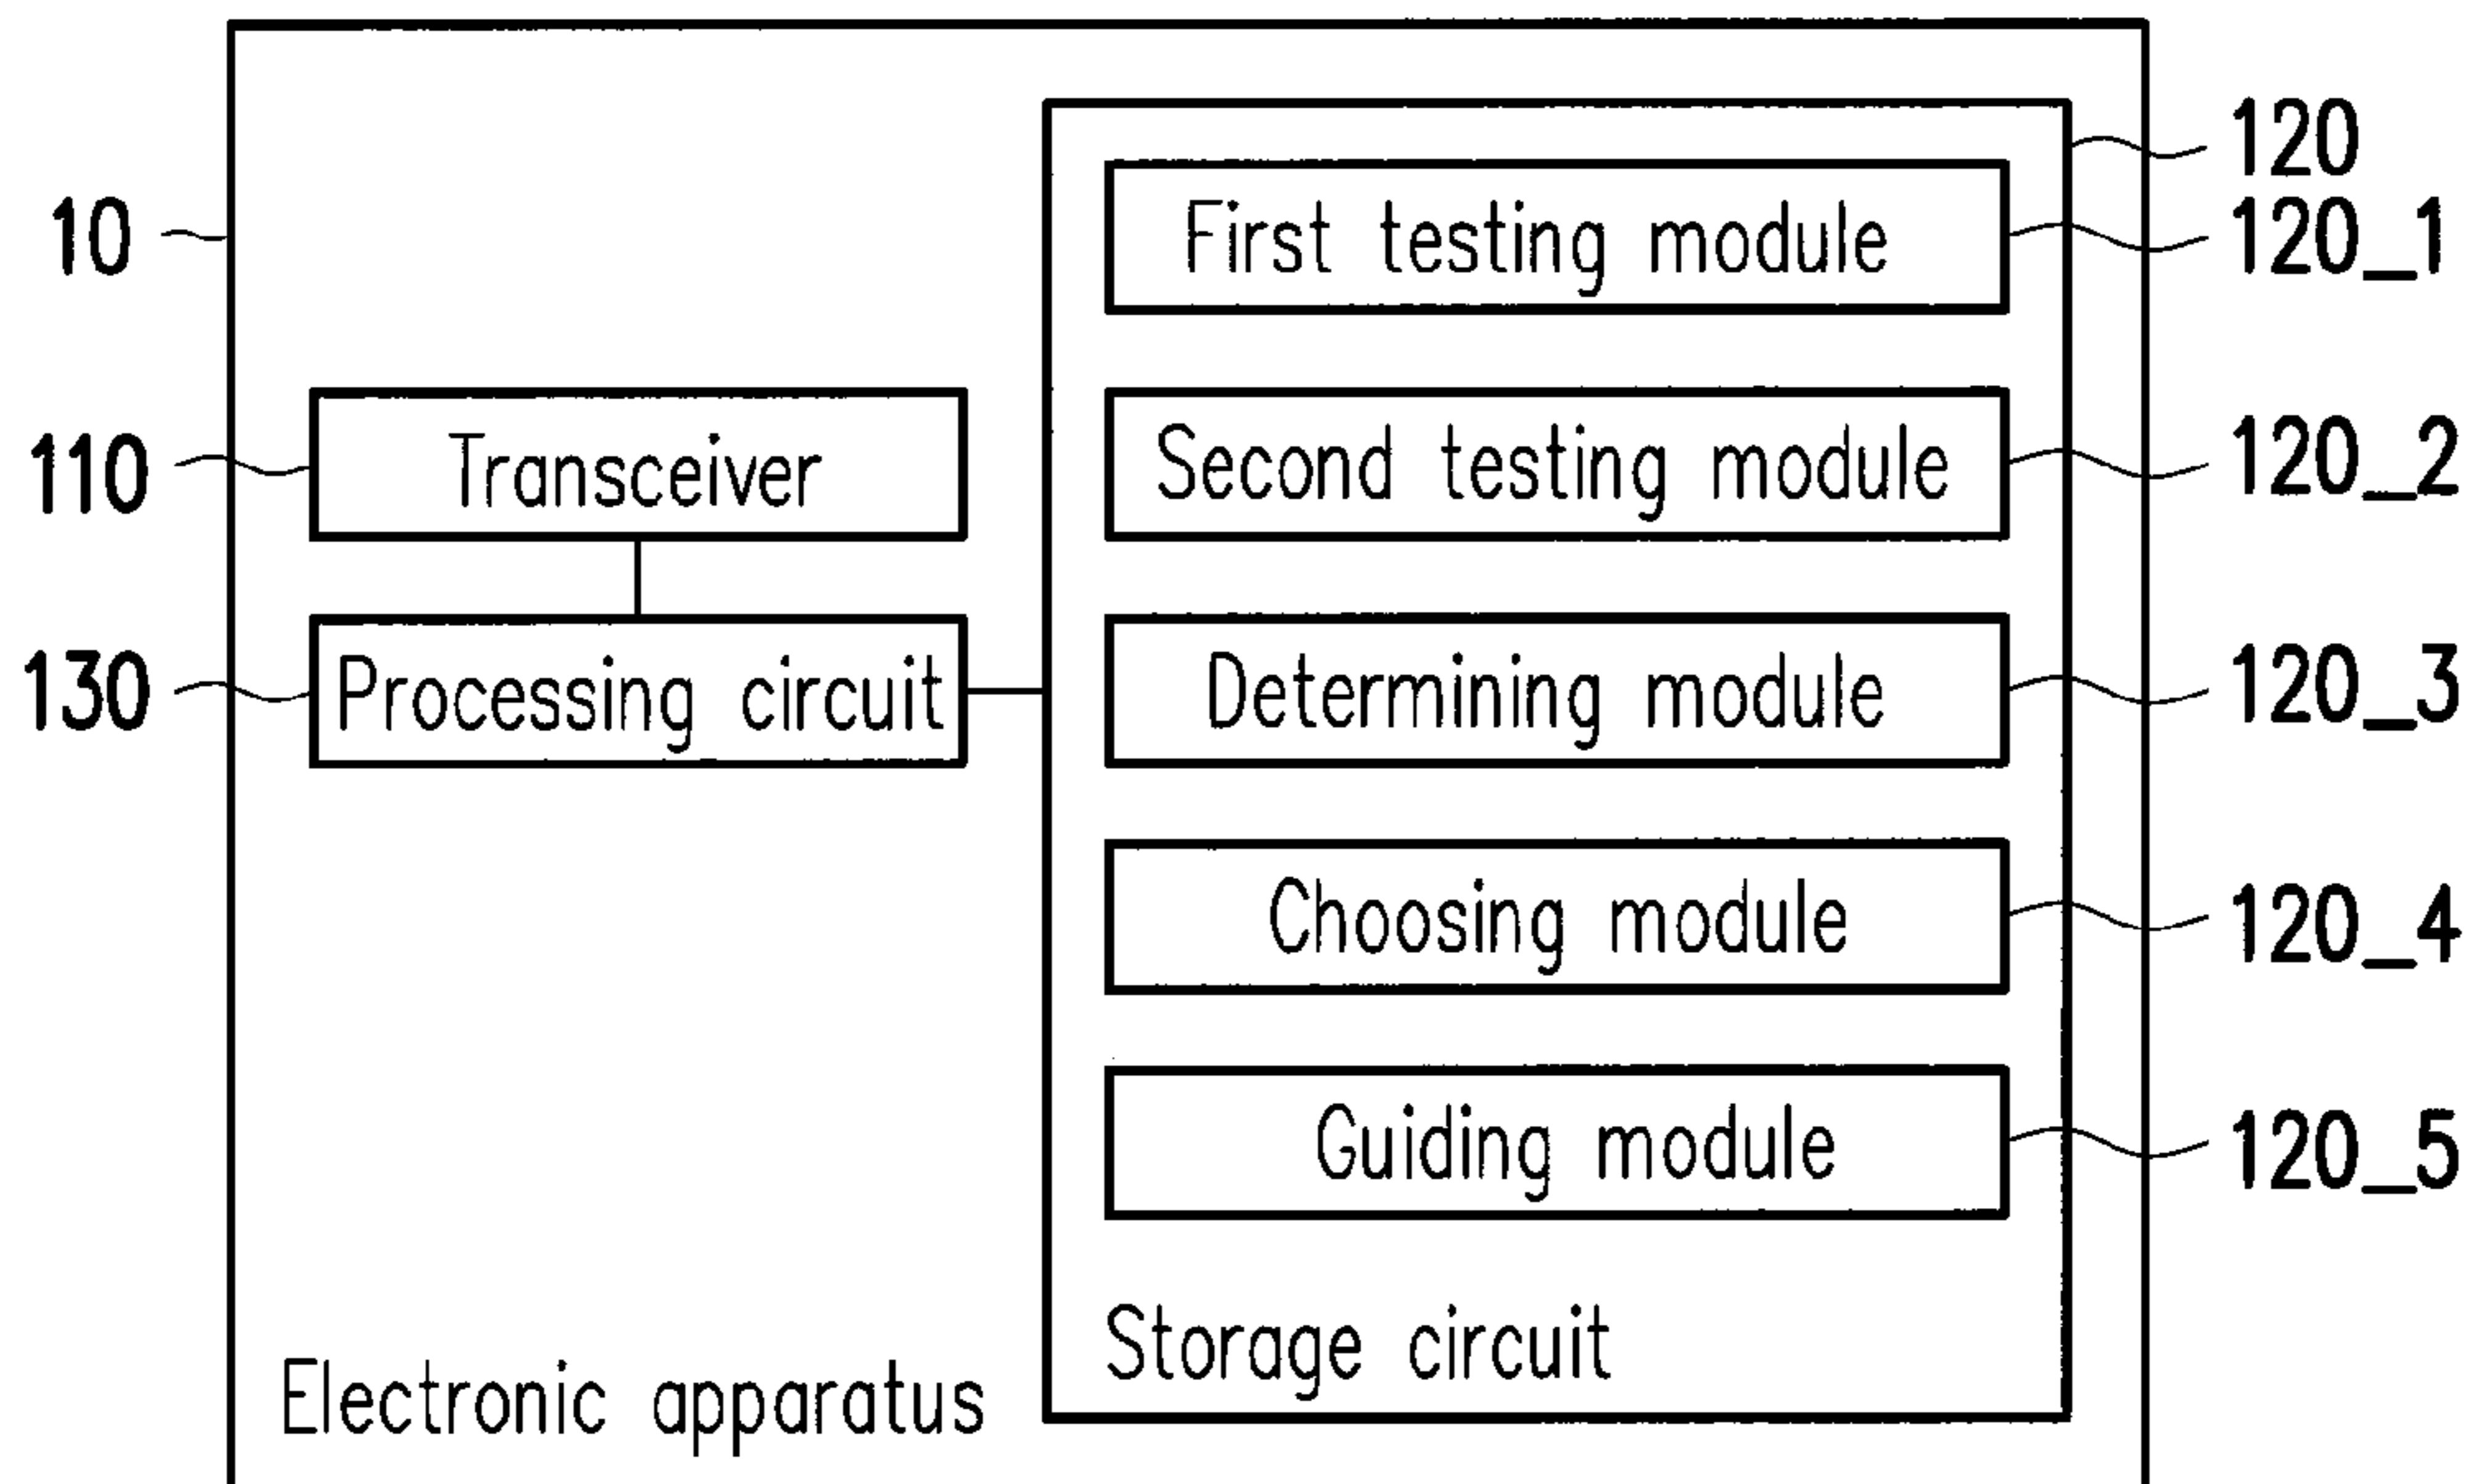 120
First testing module
120_1
10
Transceiver
110
Second testing module
120_2
Processing circuit
130
Determining module
120_3
Choosing module
120_4
Guiding module
120_5
Storage circuit
Electronic apparatus